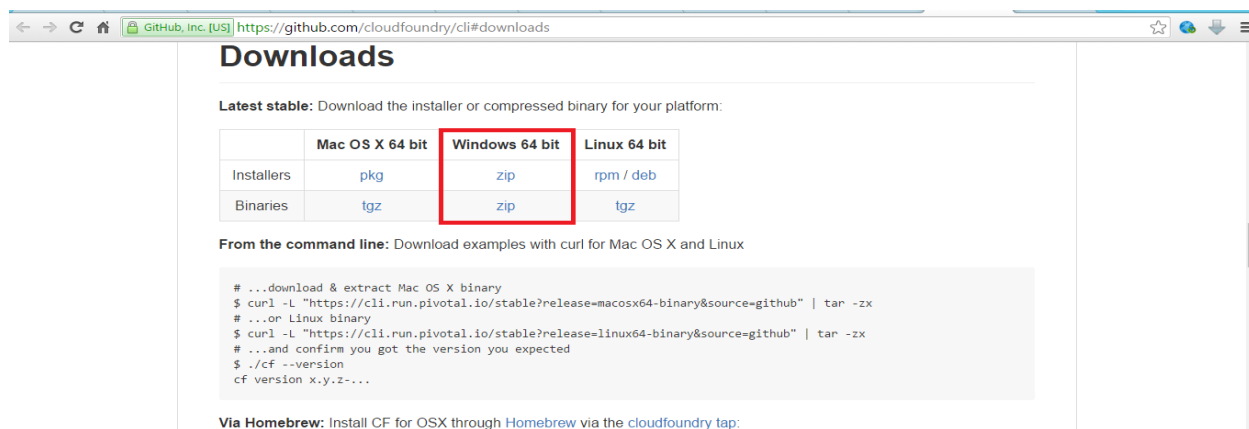 GitHub, Inc. [US] https://github.com/cloudfoundry/cli#downloads
Downloads
Latest stable: Download the installer or compressed binary for your platform:
Mac OS X 64 bit Windows 64 bit Linux 64 bit
Installers pkg zip rpm / deb
Binaries tgz zip tgz
From the command line: Download examples with curl for Mac OS X and Linux
# ...download & extract Mac OS X binary
$ curl -L "https://cli.run.pivotal.io/stable?release=macosx64-binary&source=github" | tar -zx
# ...or Linux binary
$ curl -L "https://cli.run.pivotal.io/stable?release=linux64-binary&source=github" | tar -zx
# ...and confirm you got the version you expected
$ ./cf --version
cf version x.y.z-...
Via Homebrew: Install CF for OSX through Homebrew via the cloudfoundry tap: